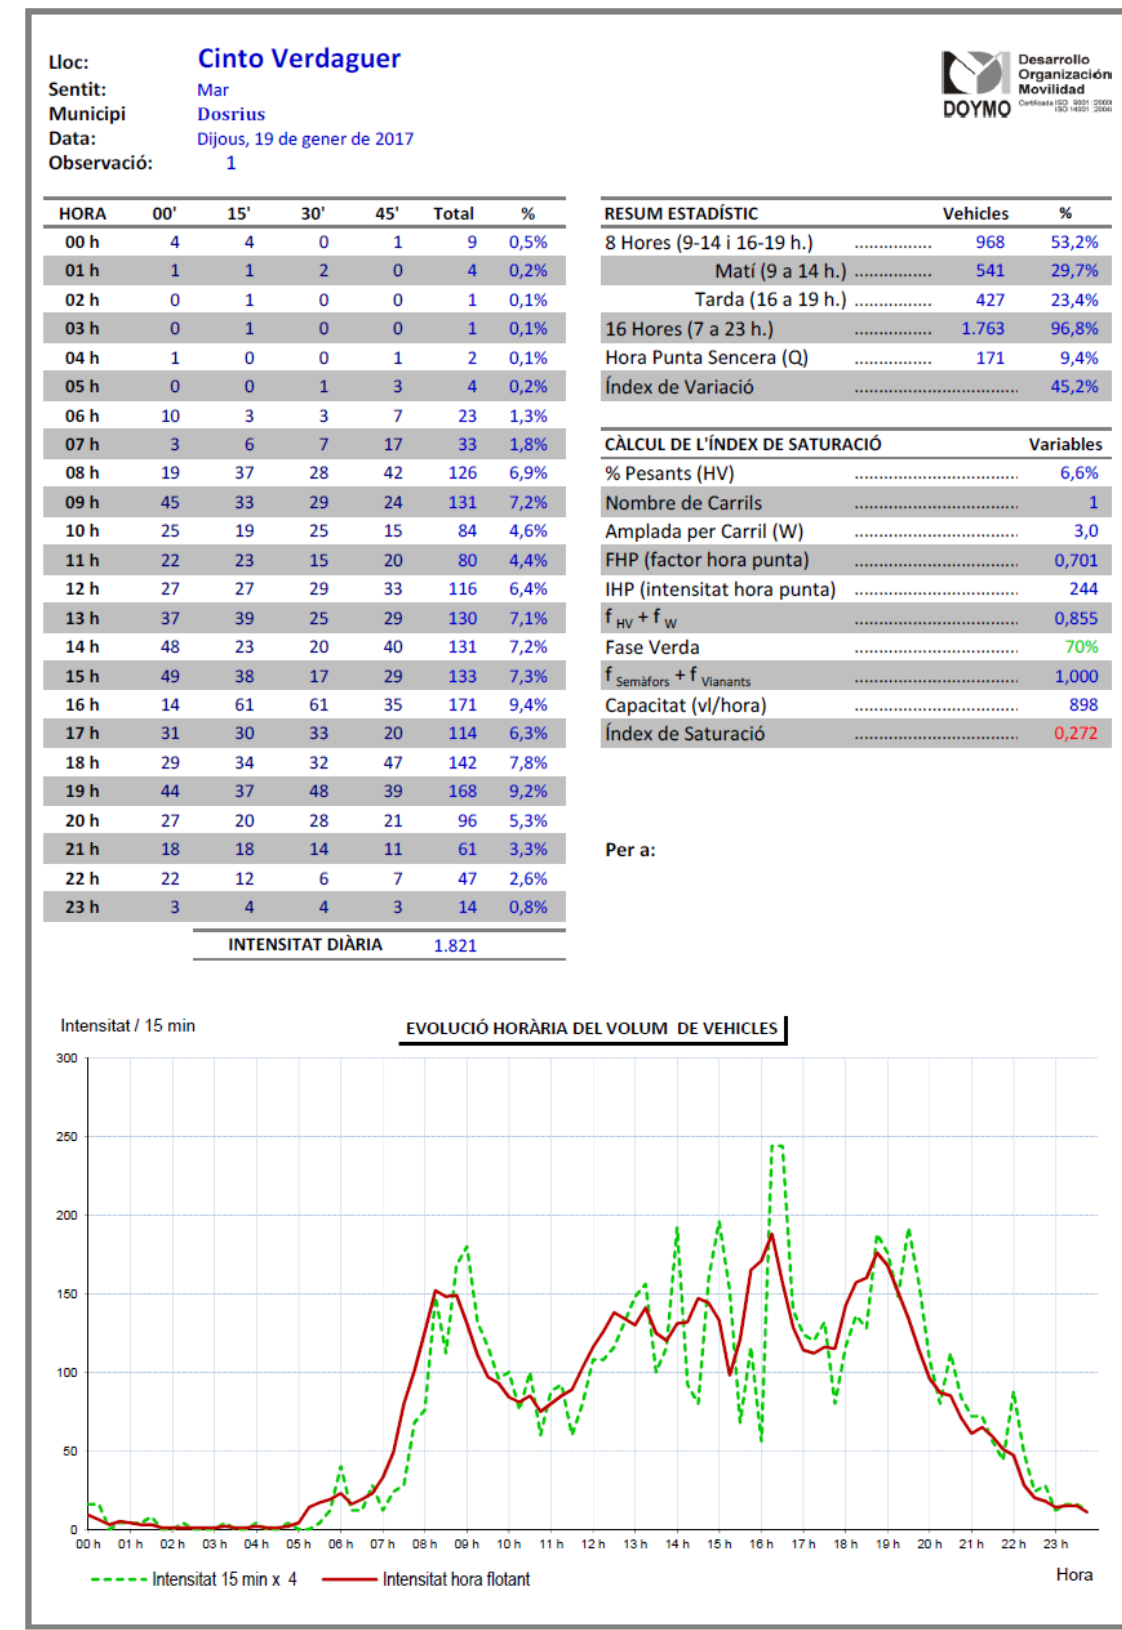 Lloc: Cinto Verdaguer
Sentit: Mar
Municipi Dosrius
Data: Dijous, 19 de gener de 2017
Observació: 1
DOYMO
Desarrollo
Organización
Movilidad
HORA 00' 15' 30' 45' Total %
00 h 4 4 0 1 9 0,5%
01 h 1 1 2 0 4 0,2%
02 h 0 1 0 0 1 0,1%
03 h 0 1 0 0 1 0,1%
04 h 1 0 0 1 2 0,1%
05 h 0 0 1 3 4 0,2%
06 h 10 3 3 7 23 1,3%
07 h 3 6 7 17 33 1,8%
08 h 19 37 28 42 126 6,9%
09 h 45 33 29 24 131 7,2%
10 h 25 19 25 15 84 4,6%
11 h 22 23 15 20 80 4,4%
12 h 27 27 29 33 116 6,4%
13 h 37 39 25 29 130 7,1%
14 h 48 23 20 40 131 7,2%
15 h 49 38 17 29 133 7,3%
16 h 14 61 61 35 171 9,4%
17 h 31 30 33 20 114 6,3%
18 h 29 34 32 47 142 7,8%
19 h 44 37 48 39 168 9,2%
20 h 27 20 28 21 96 5,3%
21 h 18 18 14 11 61 3,3%
22 h 22 12 6 7 47 2,6%
23 h 3 4 4 3 14 0,8%
INTENSITAT DIÀRIA 1.821
RESUM ESTADÍSTIC Vehicles %
8 Hores (9-14 i 16-19 h.) ................ 968 53,2%
Matí (9 a 14 h.) ................ 541 29,7%
Tarda (16 a 19 h.) ................ 427 23,4%
16 Hores (7 a 23 h.) ................ 1.763 96,8%
Hora Punta Sencera (Q) ................ 171 9,4%
Índex de Variació ................................. 45,2%
CÀLCUL DE L'ÍNDEX DE SATURACIÓ Variables
% Pesants (HV) ................................. 6,6%
Nombre de Carrils ................................. 1
Amplada per Carril (W) ................................. 3,0
FHP (factor hora punta) ................................. 0,701
IHP (intensitat hora punta) ................................. 244
f HV + f W ................................. 0,855
Fase Verda ................................. 70%
f Semàfors + f Vianants ................................. 1,000
Capacitat (vl/hora) ................................. 898
Índex de Saturació ................................. 0,272
Per a:
Intensitat / 15 min
EVOLUCIÓ HORÀRIA DEL VOLUM DE VEHICLES
300
250
200
150
100
50
0
00 h 01 h 02 h 03 h 04 h 05 h 06 h 07 h 08 h 09 h 10 h 11 h 12 h 13 h 14 h 15 h 16 h 17 h 18 h 19 h 20 h 21 h 22 h 23 h
Hora
Intensitat 15 min x 4 Intensitat hora flotant